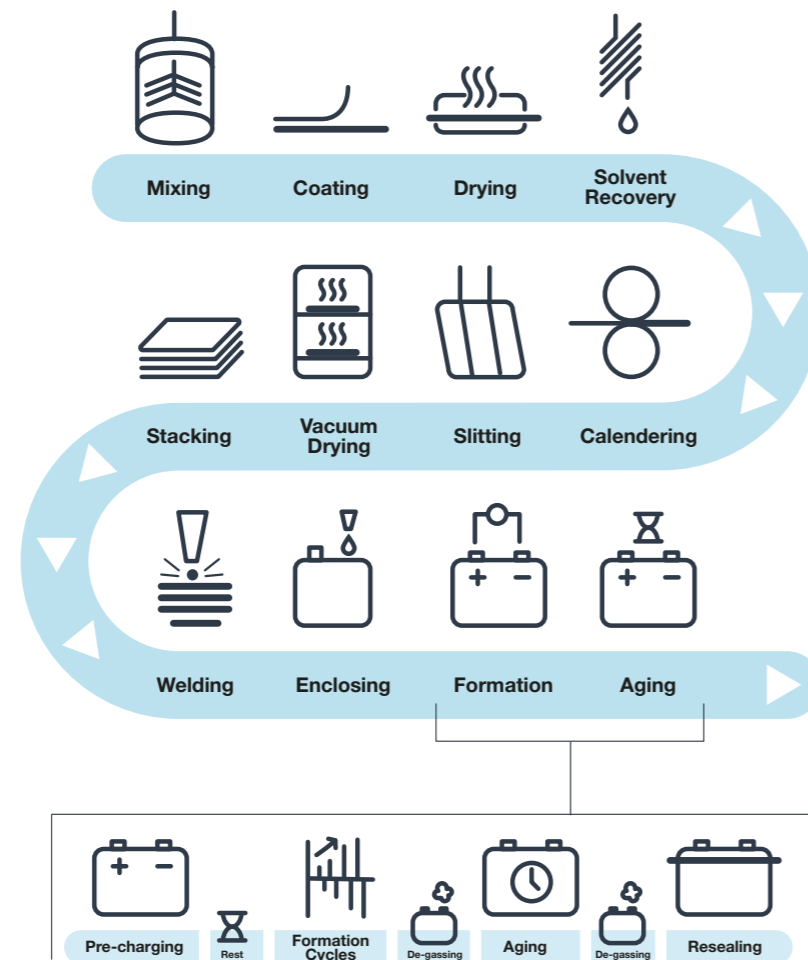 Mixing
Coating
Drying
Solvent
Recovery
Stacking
Vacuum
Drying
Slitting
Calendering
Welding
Enclosing
Formation
Aging
Pre-charging
Rest
Formation
Cycles
De-gassing
Aging
De-gassing
Resealing